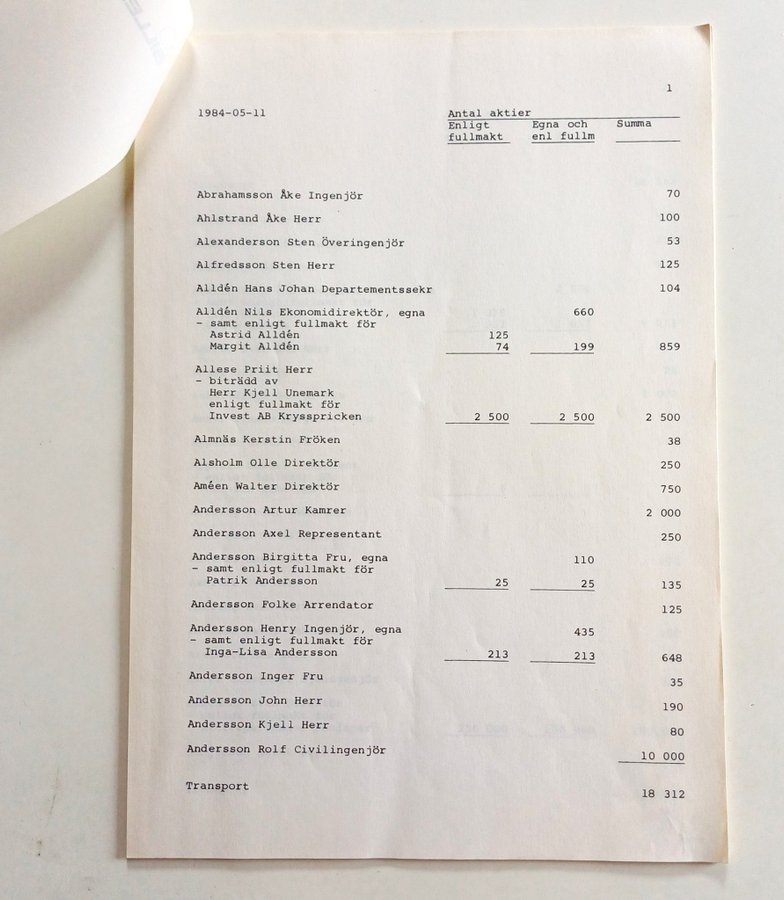 1
1984-05-11 Antal aktier
Enligt Egna och Summa
fullmakt enl fullm
Abrahamsson Åke Ingenjör 70
Ahlstrand Åke Herr 100
Alexanderson Sten Överingenjör 53
Alfredsson Sten Herr 125
Alldén Hans Johan Departementssekr 104
Alldén Nils Ekonomidirektör, egna 660
- samt enligt fullmakt för
Astrid Alldén 125
Margit Alldén 74 199 859
Allese Priit Herr
- biträdd av
Herr Kjell Unemark
enligt fullmakt för
Invest AB Krysspricken 2 500 2 500 2 500
Almnäs Kerstin Fröken 38
Alsholm Olle Direktör 250
Améen Walter Direktör 750
Andersson Artur Kamrer 2 000
Andersson Axel Representant 250
Andersson Birgitta Fru, egna 110
- samt enligt fullmakt för
Patrik Andersson 25 25 135
Andersson Folke Arrendator 125
Andersson Henry Ingenjör, egna 435
- samt enligt fullmakt för
Inga-Lisa Andersson 213 213 648
Andersson Inger Fru 35
Andersson John Herr 190
Andersson Kjell Herr 80
Andersson Rolf Civilingenjör 10 000
Transport 18 312